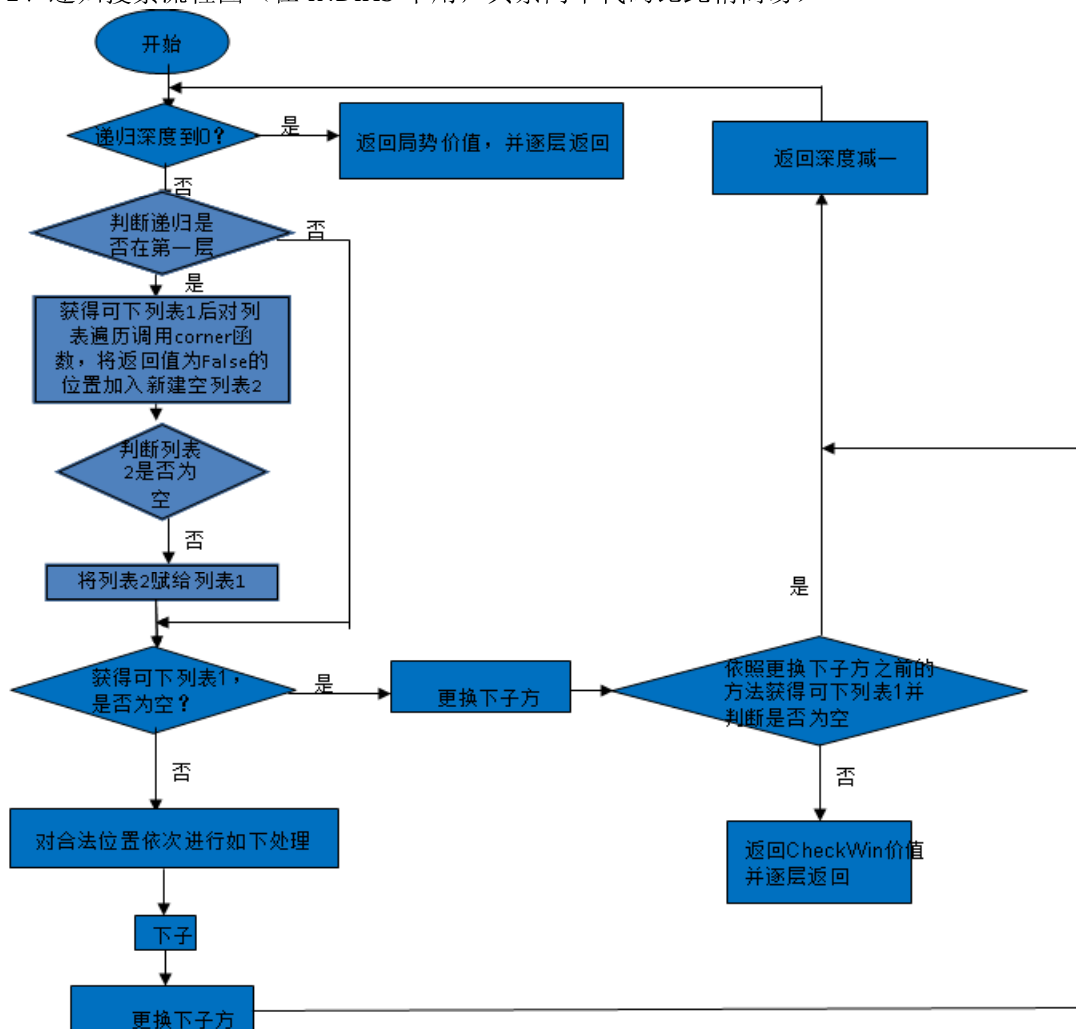 开始
递归深度到0？
是
返回局势价值，并逐层返回
返回深度减一
否
判断递归是
否在第一层
否
是
获得可下列表1后对列
表遍历调用corner函
数，将返回值为False的
位置加入新建空列表2
判断列表
2是否为
空
否
将列表2赋给列表1
获得可下列表1，
是否为空？
是
更换下子方
依照更换下子方之前的
方法获得可下列表1并
判断是否为空
是
否
返回CheckWin价值
并逐层返回
否
对合法位置依次进行如下处理
下子
更换下子方